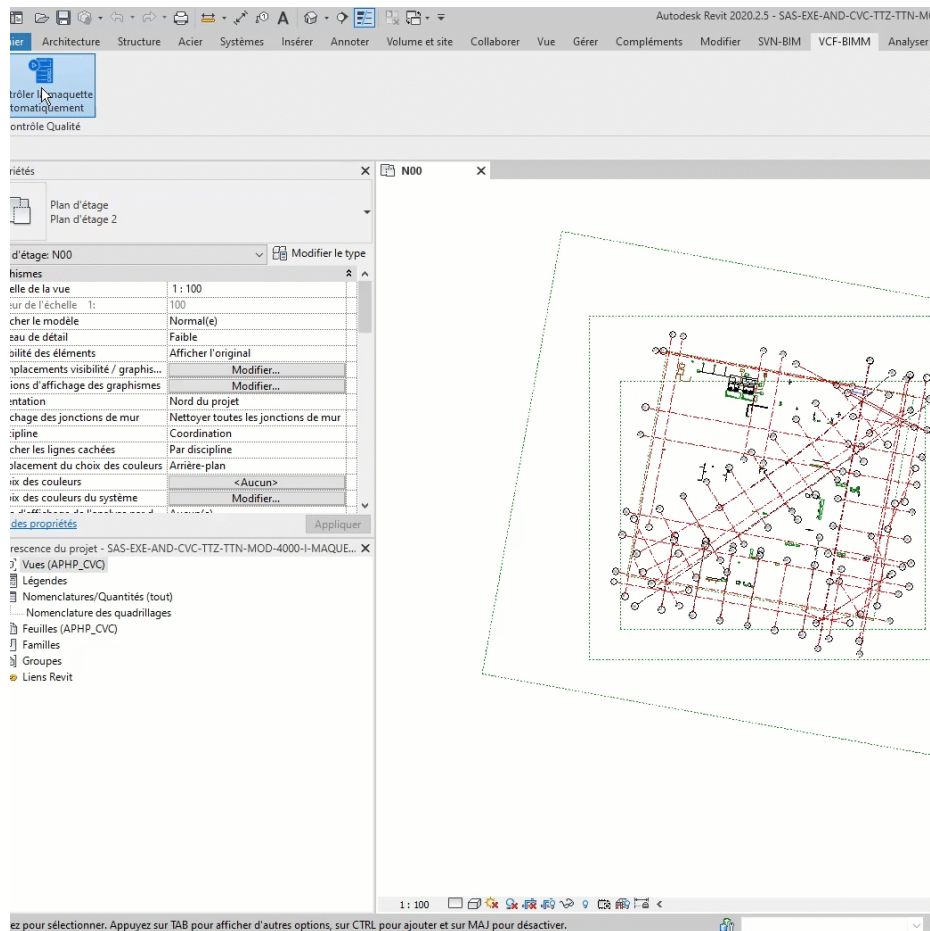 Autodesk Revit 2020.2.5 - SAS-EXE-AND-CVC-TTZ-TTN-M
ier Architecture Structure Acier Systèmes Insérer Annoter Volume et site Collaborer Vue Gérer Compléments Modifier SVN-BIM VCF-BIMM Analyser
trôler la maquette
tomatiquement
ontrôle Qualité
riétés
N00
Plan d'étage
Plan d'étage 2
d'étage: N00
Modifier le type
hismes
elle de la vue 1 : 100
eur de l'échelle 1: 100
cher le modèle Normal(e)
eau de détail Faible
bilité des éléments Afficher l'original
nplacements visibilité / graphis... Modifier...
ions d'affichage des graphismes Modifier...
entation Nord du projet
chage des jonctions de mur Nettoyer toutes les jonctions de mur
cipline Coordination
cher les lignes cachées Par discipline
placement du choix des couleurs Arrière-plan
ix des couleurs <Aucun>
ix des couleurs du système Modifier...
des propriétés
Appliquer
rescence du projet - SAS-EXE-AND-CVC-TTZ-TTN-MOD-4000-I-MAQUE...
Vues (APHP_CVC)
Légendes
Nomenclatures/Quantités (tout)
Nomenclature des quadrillages
Feuilles (APHP_CVC)
Familles
Groupes
Liens Revit
1 : 100
ez pour sélectionner. Appuyez sur TAB pour afficher d'autres options, sur CTRL pour ajouter et sur MAJ pour désactiver.